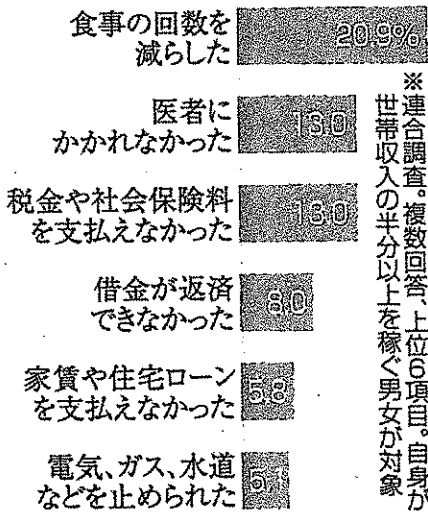 食事の回数を
減らした
20.9%
医者に
かかれなかった
13.0
税金や社会保険料
を支払えなかった
13.0
借金が返済
できなかった
8.0
家賃や住宅ローン
を支払えなかった
5.8
電気、ガス、水道
などを止められた
5.1
※連合調査。複数回答、上位6項目。自身が
世帯収入の半分以上を稼ぐ男女が対象